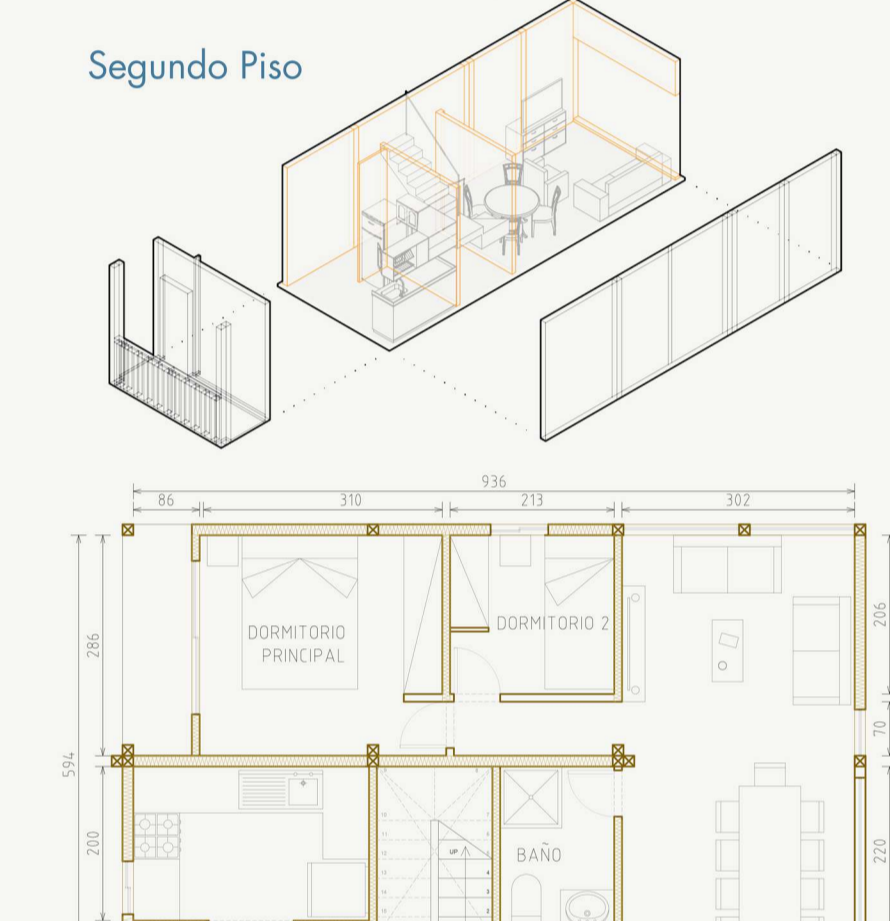 Segundo Piso
936
86 310 213 302
286
206
DORMITORIO
PRINCIPAL
DORMITORIO 2
70
594
200
220
UP
BAÑO